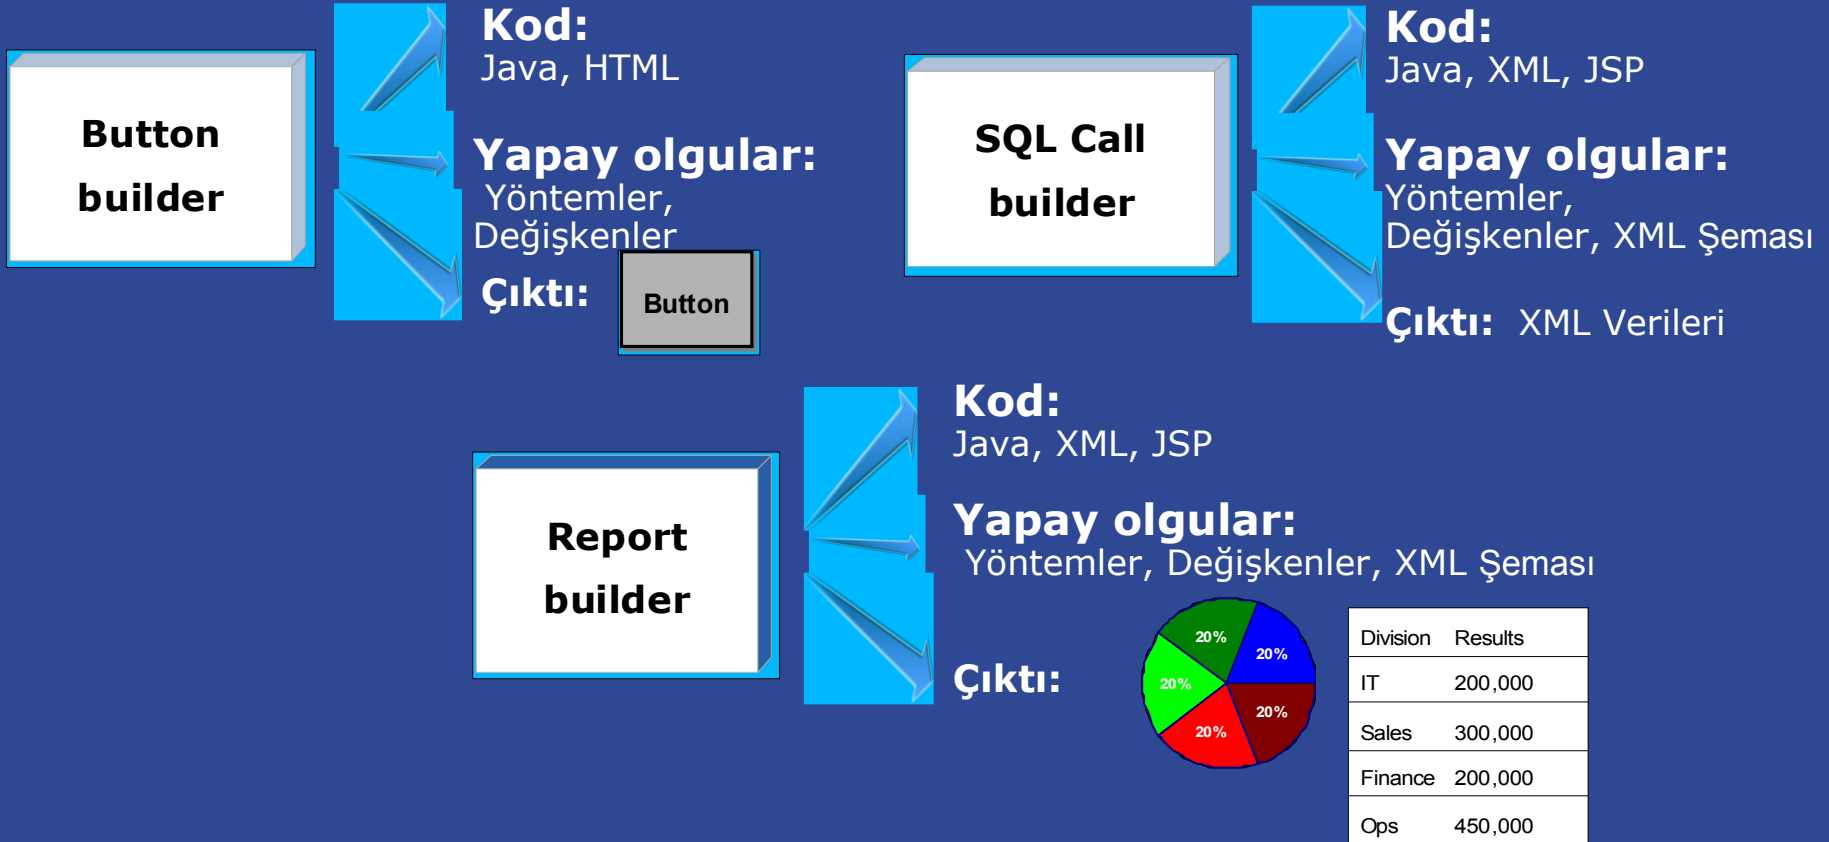 Button
builder
Kod:
Java, HTML
Yapay olgular:
Yöntemler,
Değişkenler
Çıktı:
Button
SQL Call
builder
Kod:
Java, XML, JSP
Yapay olgular:
Yöntemler,
Değişkenler, XML Şeması
Çıktı: XML Verileri
Report
builder
Kod:
Java, XML, JSP
Yapay olgular:
Yöntemler, Değişkenler, XML Şeması
Çıktı:
20%
20%
20%
20%
20%
Division Results
IT 200,000
Sales 300,000
Finance 200,000
Ops 450,000